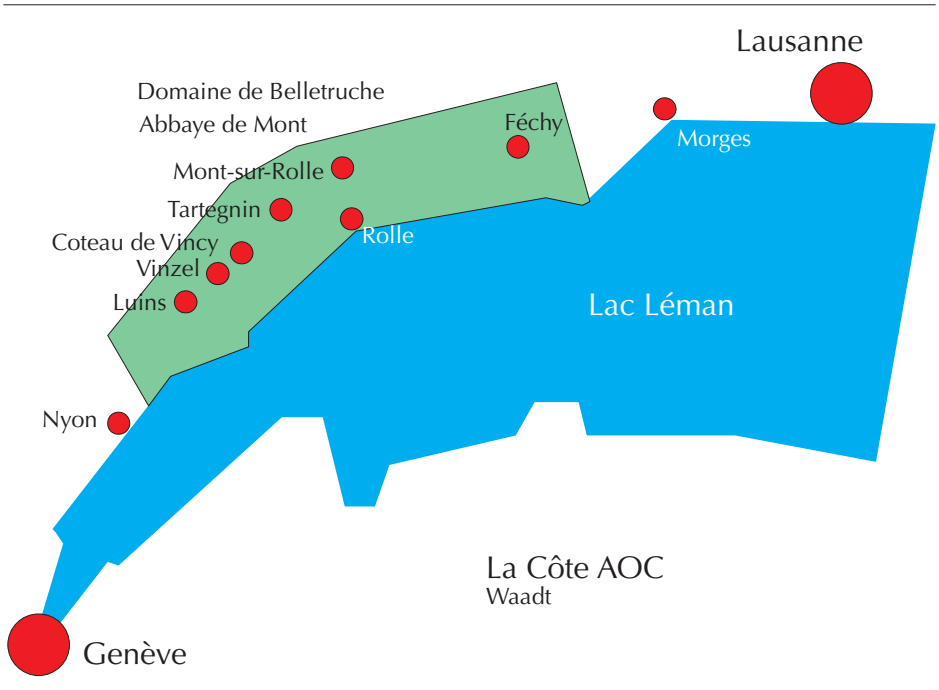 Lausanne
Domaine de Belletruche
Abbaye de Mont
Féchy
Morges
Mont-sur-Rolle
Tartegnin
Rolle
Coteau de Vincy
Vinzel
Luins
Lac Léman
Nyon
La Côte AOC
Waadt
Genève